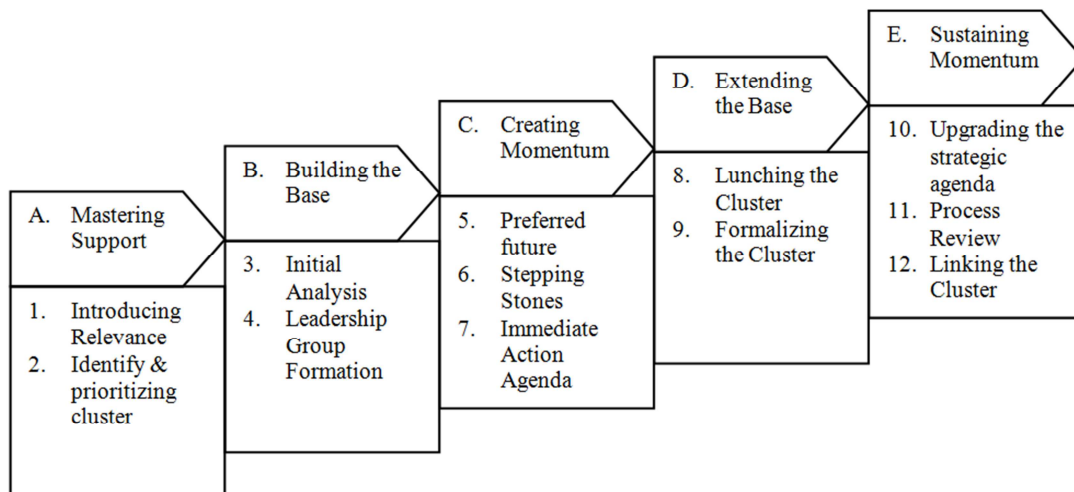 A. Mastering
Support
1. Introducing
Relevance
2. Identify &
prioritizing
cluster
B. Building the
Base
3. Initial
Analysis
4. Leadership
Group
Formation
C. Creating
Momentum
5. Preferred
future
6. Stepping
Stones
7. Immediate
Action
Agenda
D. Extending
the Base
8. Lunching the
Cluster
9. Formalizing
the Cluster
E. Sustaining
Momentum
10. Upgrading the
strategic
agenda
11. Process
Review
12. Linking the
Cluster